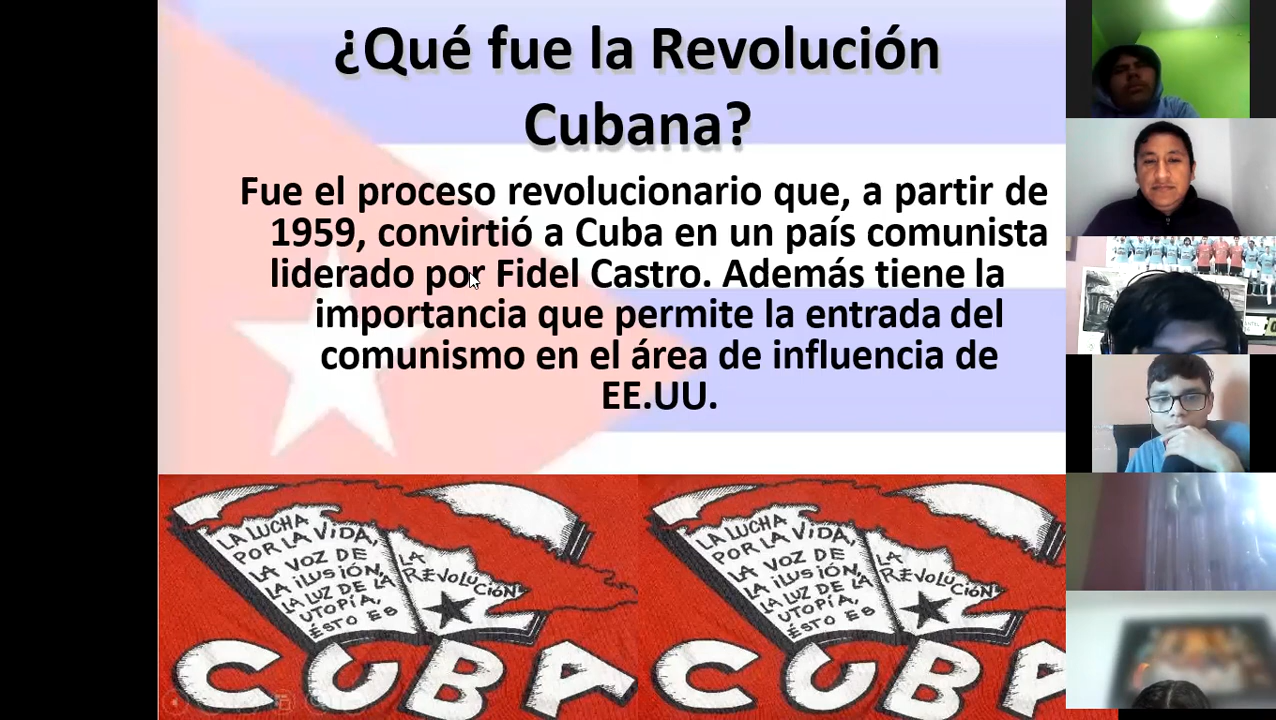 ¿Qué fue la Revolución
Cubana?
Fue el proceso revolucionario que, a partir de
1959, convirtió a Cuba en un país comunista
liderado por Fidel Castro. Además tiene la
importancia que permite la entrada del
comunismo en el área de influencia de
EE.UU.
LA LUCHA
POR LA VIDA,
LA VOZ DE
LA ILUSIÓN,
LA LUZ DE LA
UTOPÍA,
ÉSTO ES
LA
REVOLUCIÓN
CUBA
LA LUCHA
POR LA VIDA,
LA VOZ DE
LA ILUSIÓN,
LA LUZ DE LA
UTOPÍA,
ÉSTO ES
LA
REVOLUCIÓN
CUBA